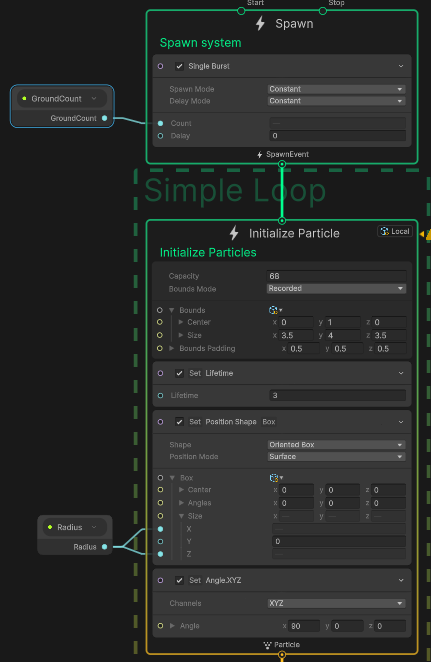 Start Stop
Spawn
Spawn system
Single Burst
Spawn Mode Constant
Delay Mode Constant
GroundCount
GroundCount
Count
Delay 0
SpawnEvent
Simple Loop
Initialize Particle Local
Initialize Particles
Capacity 68
Bounds Mode Recorded
Bounds
Center x 0 y 1 z 0
Size x 3.5 y 4 z 3.5
Bounds Padding x 0.5 y 0.5 z 0.5
Set Lifetime
Lifetime 3
Set Position Shape Box
Shape Oriented Box
Position Mode Surface
Box
Center x 0 y 0 z 0
Angles x 0 y 0 z 0
Size x y z
Radius
X
Radius
Y 0
Z
Set Angle.XYZ
Channels XYZ
Angle x 90 y 0 z 0
Particle